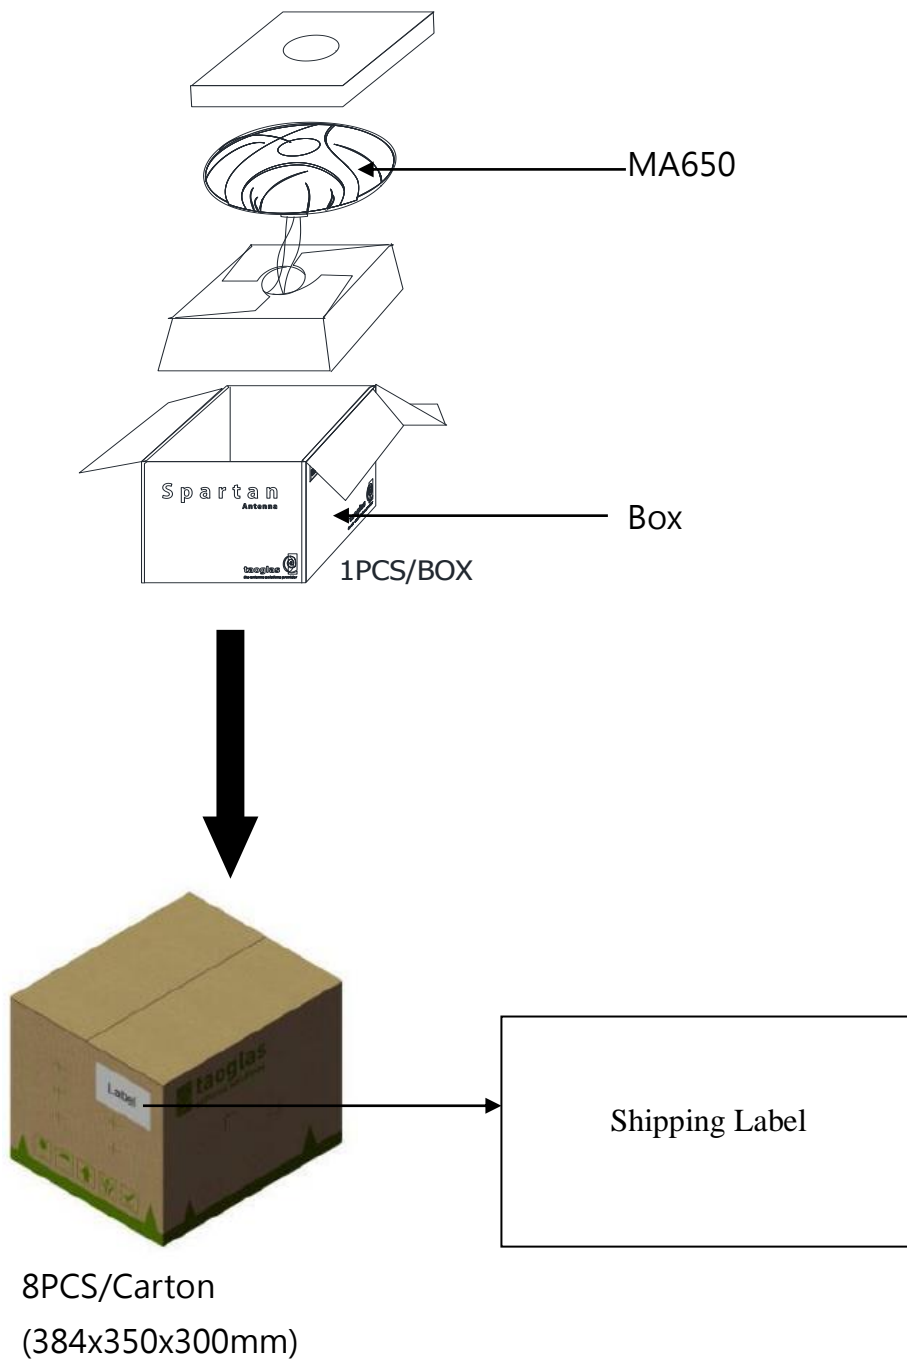 MA650
Spartan
Antenna
Box
taoglas
1PCS/BOX
Label
taoglas
Shipping Label
8PCS/Carton
(384x350x300mm)